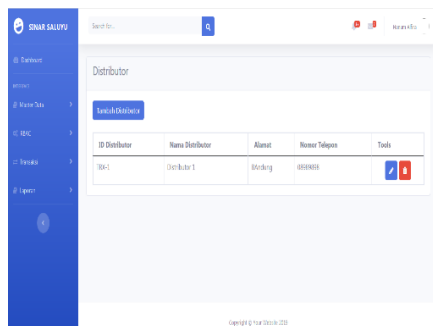 SINAR SALUYU
Search for...
Dashboard
Master Data
Transaksi
Laporan
Distributor
Tambah Distributor
ID Distributor Nama Distributor Alamat Nomor Telepon Tools
Distributor 1 BAndung
Copyright © Your Website 2019